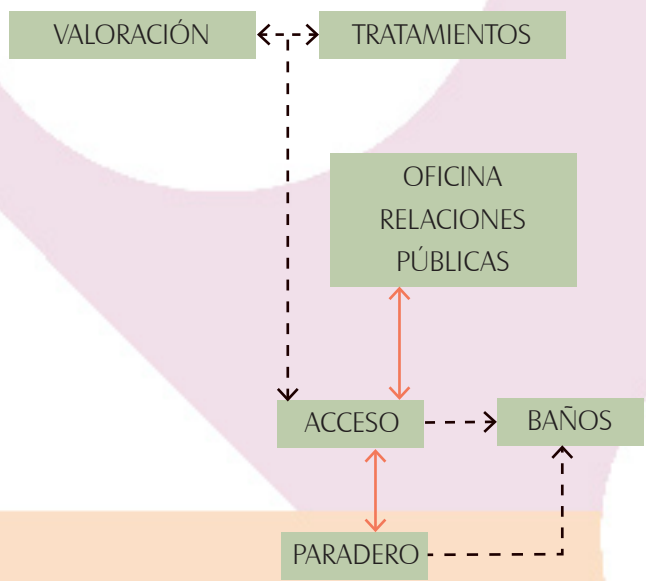 VALORACIÓN
TRATAMIENTOS
OFICINA
RELACIONES
PÚBLICAS
ACCESO
BAÑOS
PARADERO